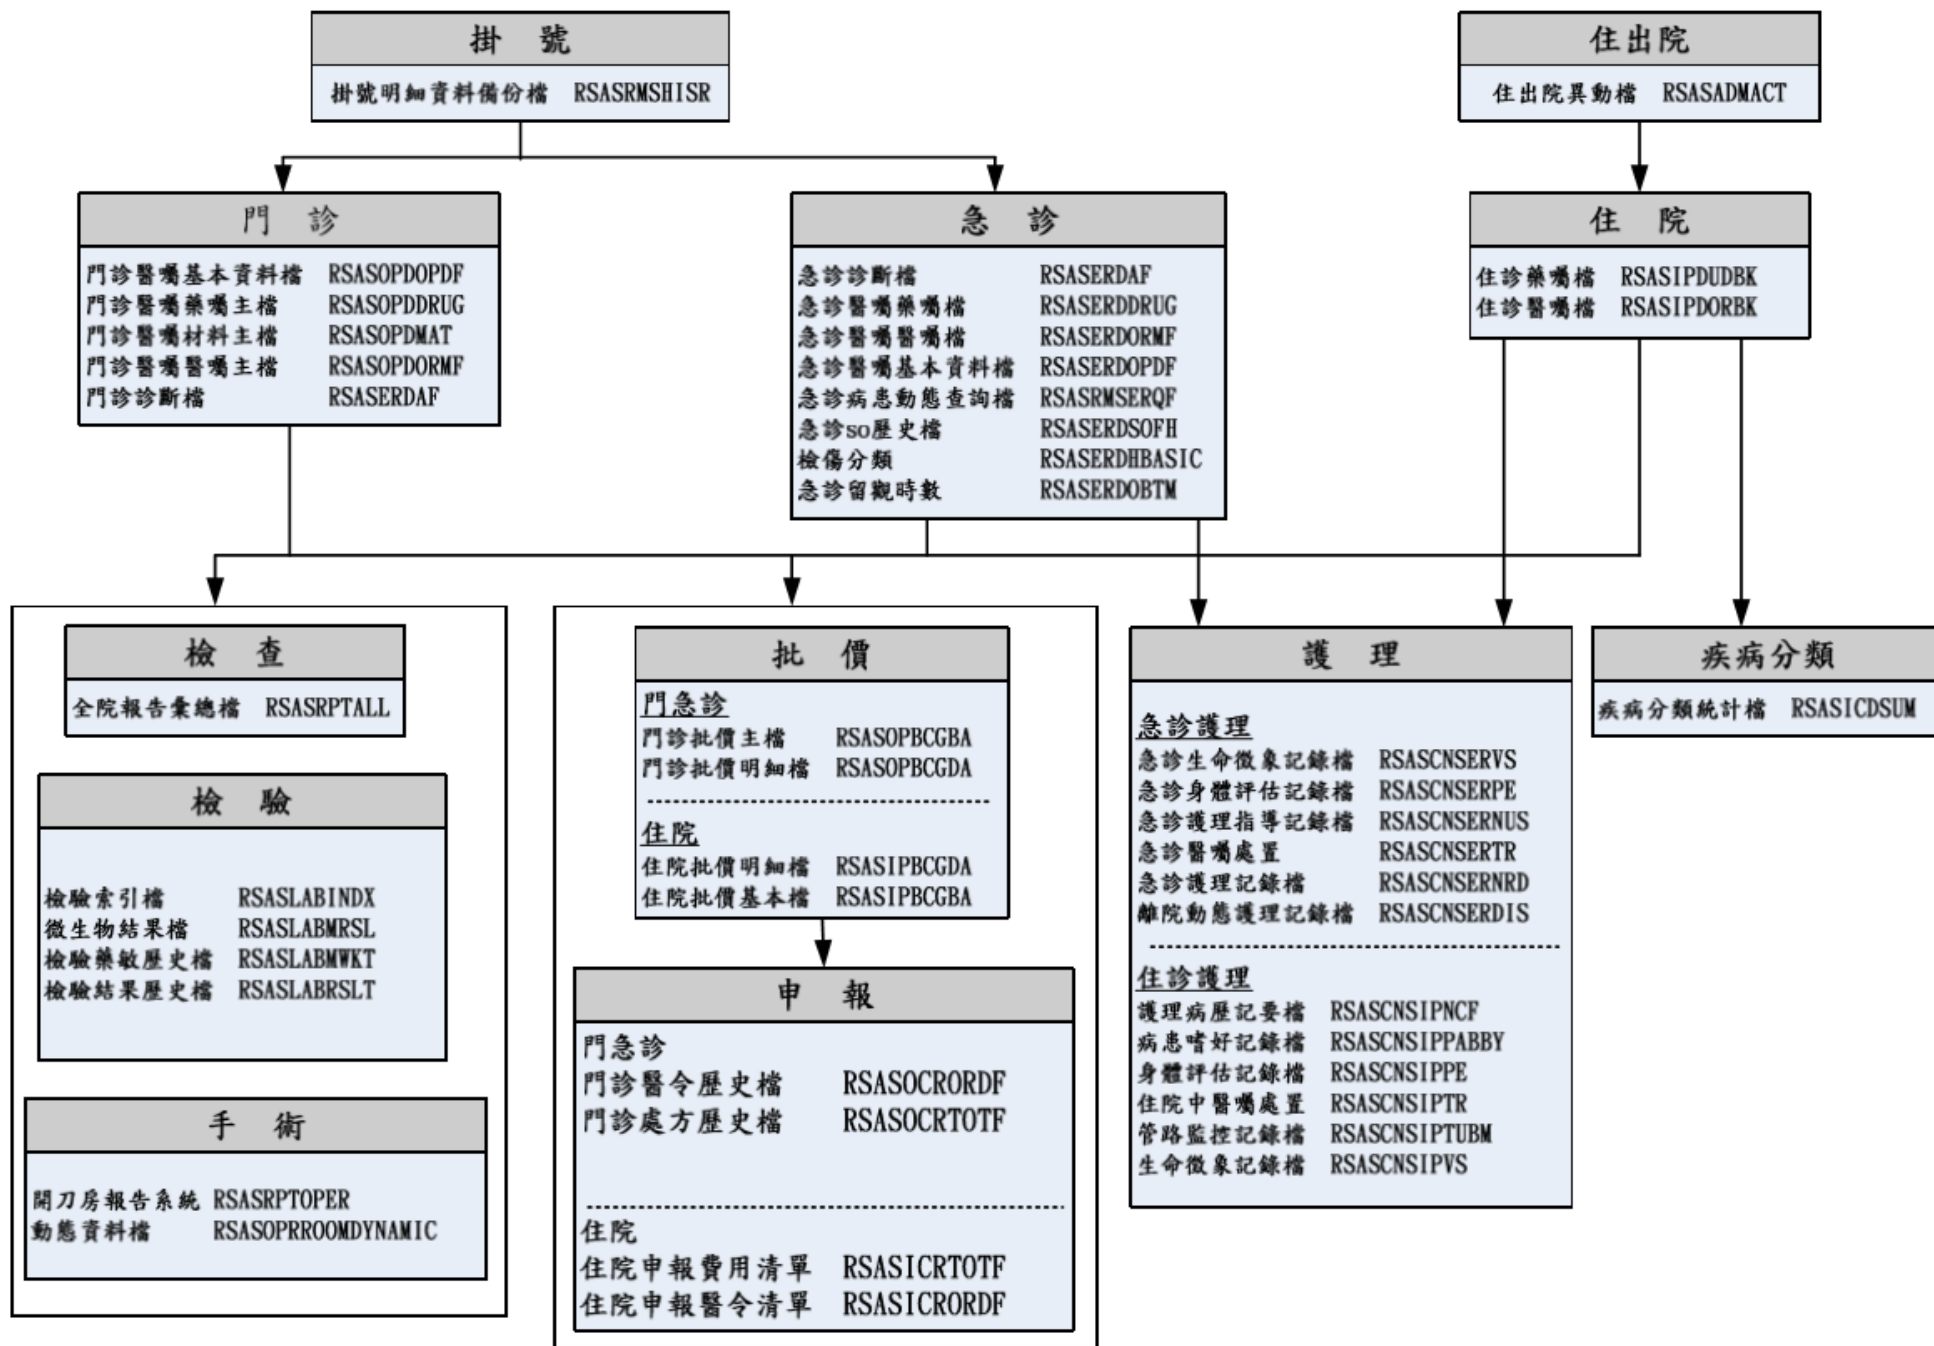 掛 號
掛號明細資料備份檔 RSASRMSHISR
住出院
住出院異動檔 RSASADMACT
門 診
門診醫囑基本資料檔 RSASOPDOPDF
門診醫囑藥囑主檔 RSASOPDDRUG
門診醫囑材料主檔 RSASOPDMAT
門診醫囑醫囑主檔 RSASOPDORMF
門診診斷檔 RSASERDAF
急 診
急診診斷檔 RSASERDAF
急診醫囑藥囑檔 RSASERDDRUG
急診醫囑醫囑檔 RSASERDORMF
急診醫囑基本資料檔 RSASERDOPDF
急診病患動態查詢檔 RSASRMSERQF
急診so歷史檔 RSASERDSOFH
檢傷分類 RSASERDHBASIC
急診留觀時數 RSASERDOBTM
住 院
住診藥囑檔 RSASIPDUDBK
住診醫囑檔 RSASIPDORBK
檢 查
全院報告彙總檔 RSASRPTALL
檢 驗
檢驗索引檔 RSASLABINDX
微生物結果檔 RSASLABMRSL
檢驗藥敏歷史檔 RSASLABMWKT
檢驗結果歷史檔 RSASLABRSLT
手 術
開刀房報告系統 RSASRPTOPER
動態資料檔 RSASOPRROOMDYNAMIC
批 價
門急診
門診批價主檔 RSASOPBCGBA
門診批價明細檔 RSASOPBCGDA
住院
住院批價明細檔 RSASIPBCGDA
住院批價基本檔 RSASIPBCGBA
申 報
門急診
門診醫令歷史檔 RSASOCRORDF
門診處方歷史檔 RSASOCRTOTF
住院
住院申報費用清單 RSASICRTOTF
住院申報醫令清單 RSASICRORDF
護 理
急診護理
急診生命徵象記錄檔 RSASCNSERVS
急診身體評估記錄檔 RSASCNSERPE
急診護理指導記錄檔 RSASCNSERNUS
急診醫囑處置 RSASCNSERTR
急診護理記錄檔 RSASCNSERNRD
離院動態護理記錄檔 RSASCNSERDIS
住診護理
護理病歷記要檔 RSASCNSIPNCF
病患嗜好記錄檔 RSASCNSIPPABBY
身體評估記錄檔 RSASCNSIPPE
住院中醫囑處置 RSASCNSIPTR
管路監控記錄檔 RSASCNSIPTUBM
生命徵象記錄檔 RSASCNSIPVS
疾病分類
疾病分類統計檔 RSASICDSUM